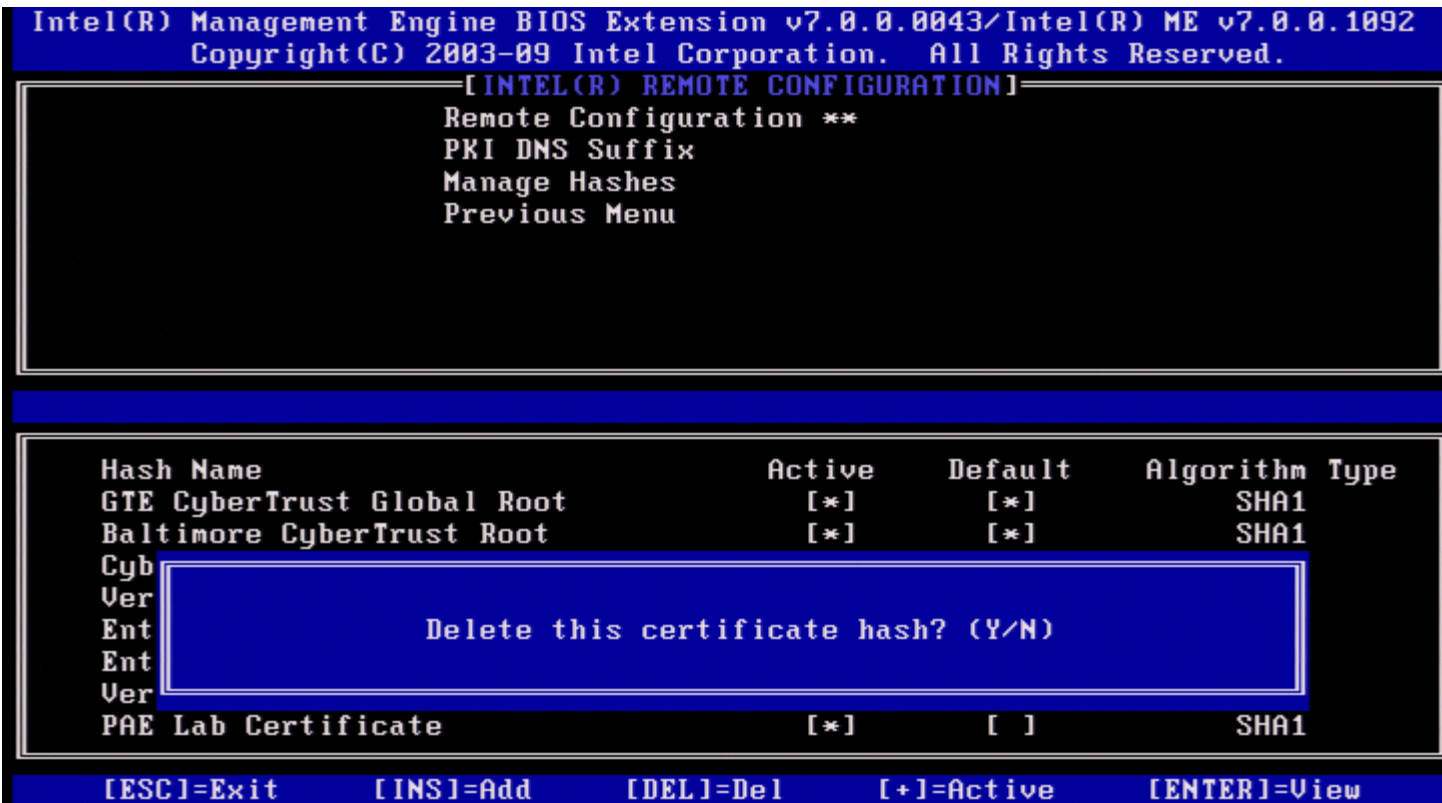 Intel(R) Management Engine BIOS Extension v7.0.0.0043/Intel(R) ME v7.0.0.1092
Copyright(C) 2003-09 Intel Corporation. All Rights Reserved.
[INTEL(R) REMOTE CONFIGURATION]
Remote Configuration **
PKI DNS Suffix
Manage Hashes
Previous Menu
Hash Name Active Default Algorithm Type
GTE CyberTrust Global Root [*] [*] SHA1
Baltimore CyberTrust Root [*] [*] SHA1
Cyb
Ver
Ent
Delete this certificate hash? (Y/N)
Ent
Ver
PAE Lab Certificate [*] [ ] SHA1
[ESC]=Exit [INS]=Add [DEL]=Del [+]=Active [ENTER]=View